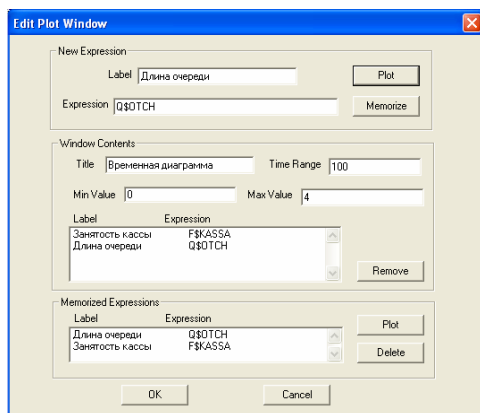 Edit Plot Window
New Expression
Label Длина очереди Plot
Expression Q$OTCH Memorize
Window Contents
Title Временная диаграмма Time Range 100
Min Value 0 Max Value 4
Label Expression
Занятость кассы F$KASSA
Длина очереди Q$OTCH
Remove
Memorized Expressions
Label Expression Plot
Длина очереди Q$OTCH
Занятость кассы F$KASSA Delete
OK Cancel